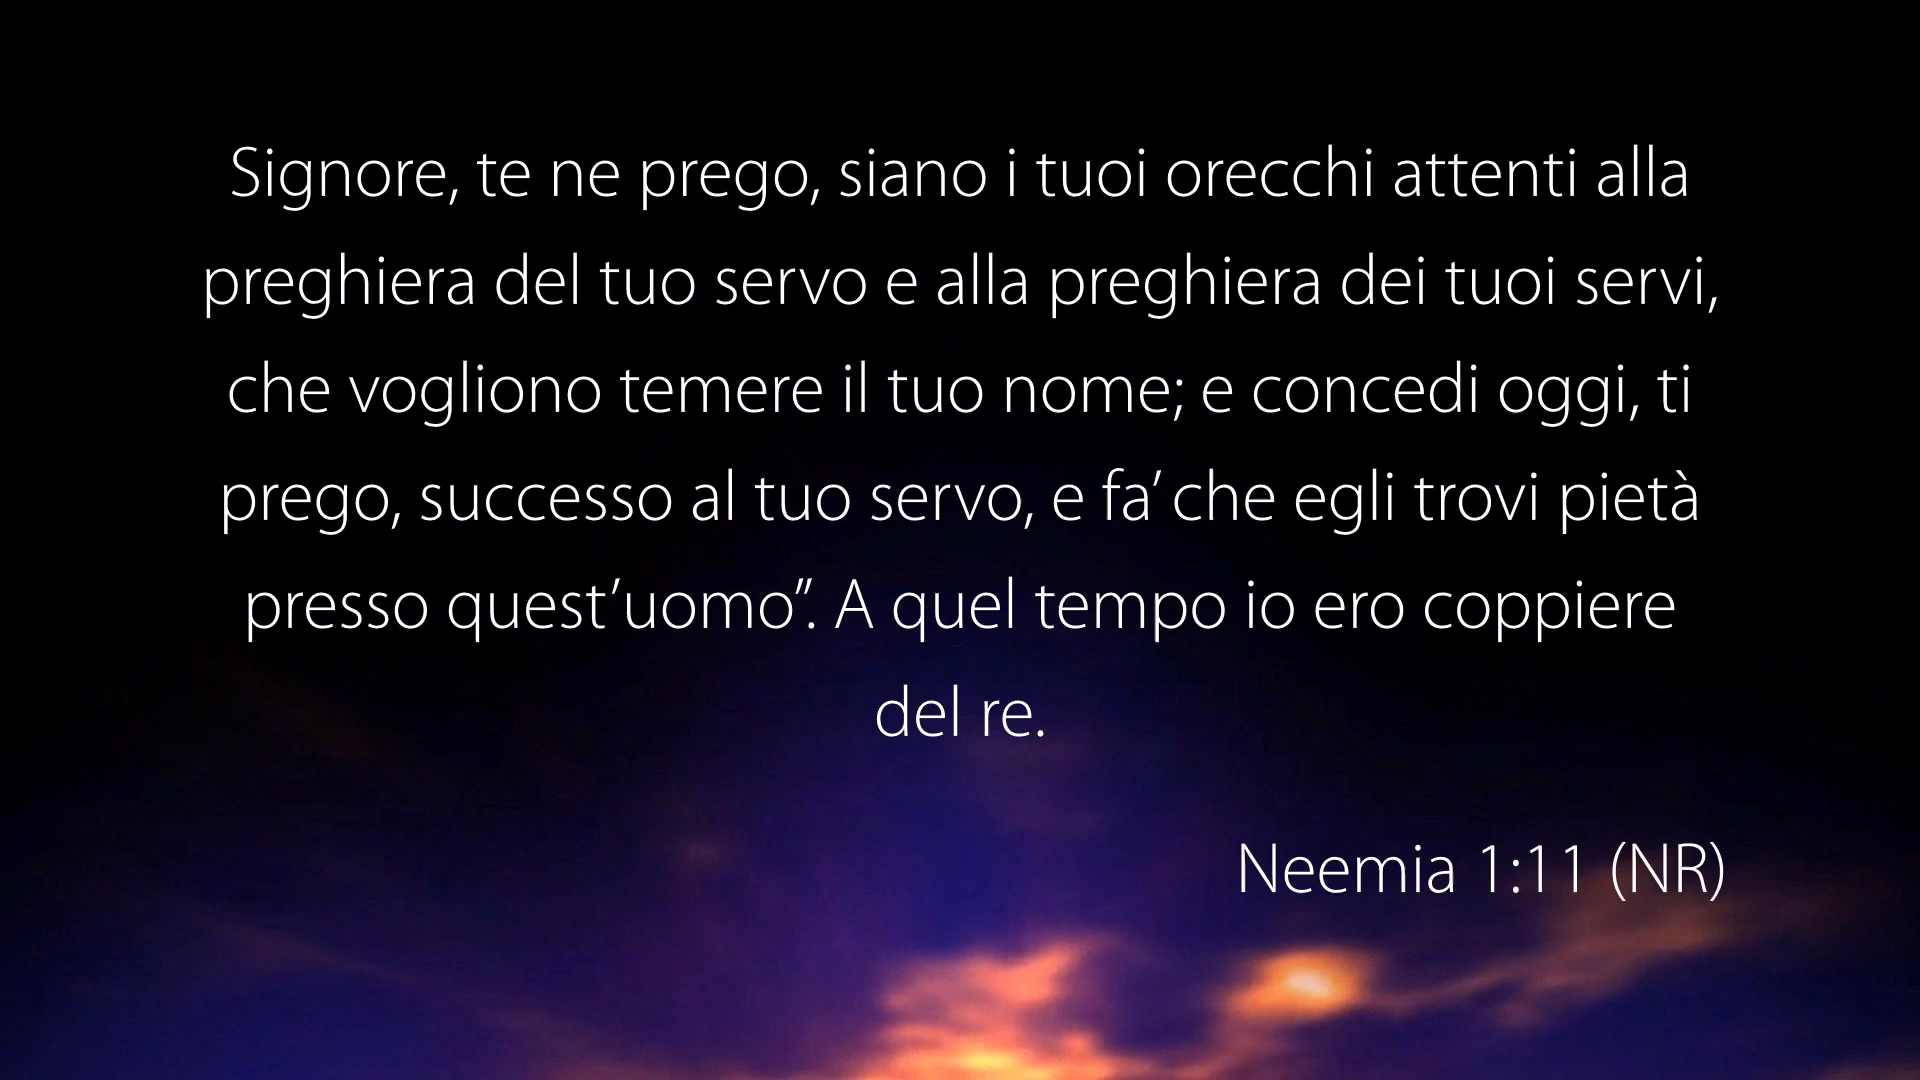 Signore, te ne prego, siano i tuoi orecchi attenti alla
preghiera del tuo servo e alla preghiera dei tuoi servi,
che vogliono temere il tuo nome; e concedi oggi, ti
prego, successo al tuo servo, e fa’ che egli trovi pietà
presso quest’uomo”. A quel tempo io ero coppiere
del re.
Neemia 1:11 (NR)